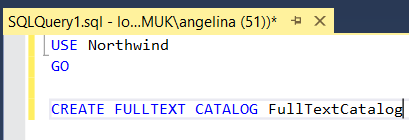 SQLQuery1.sql - lo...MUK\angelina (51))*
USE Northwind
GO
CREATE FULLTEXT CATALOG FullTextCatalog